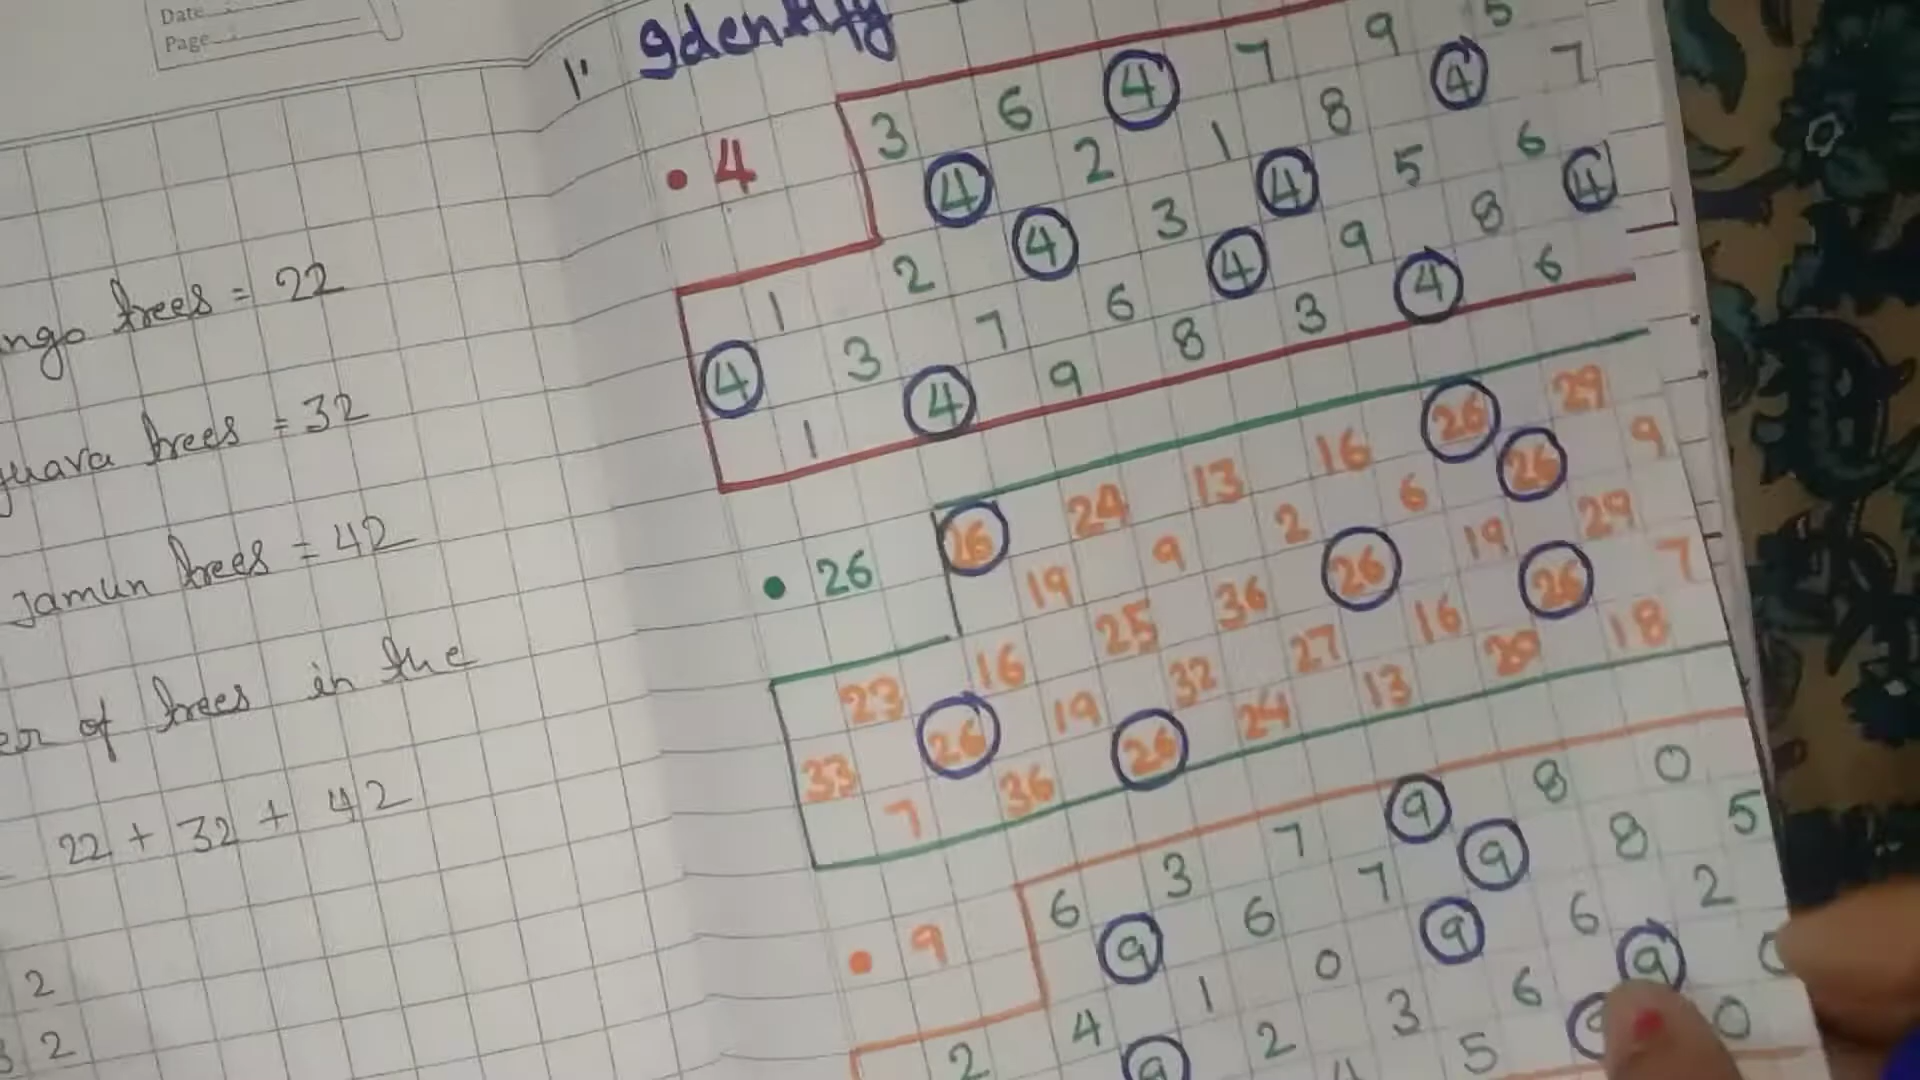 Date
Page
trees = 22
trees = 32
Jamun trees = 42
of trees in the
22 + 32 + 42
2
2
1. Identify
• 4
3 6 4 7 9 5
4 2 1 8 4 7
1 2 4 3 4 5 6
4 3 7 6 4 9 8 4
1 4 9 8 3 4 6
• 26
26 24 13 16 26 29
19 9 2 6 26 9
23 16 25 36 26 19 29
33 26 19 32 27 16 26 7
7 36 26 24 13 18
• 9
6 3 7 9 8 0
9 6 7 9 8 5
2 4 1 0 9 6 2
9 2 3 6 9
5 0